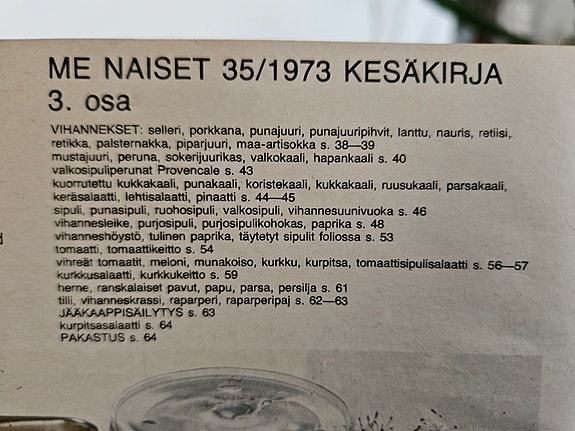 ME NAISET 35/1973 KESÄKIRJA
3. osa
VIHANNEKSET: selleri, porkkana, punajuuri, punajuuripihvit, lanttu, nauris, retiisi,
retikka, palsternakka, piparjuuri, maa-artisokka s. 38—39
mustajuuri, peruna, sokerijuurikas, valkokaali, hapankaali s. 40
valkosipuliperunat Provencale s. 43
kuorrutettu kukkakaali, punakaali, koristekaali, kukkakaali, ruusukaali, parsakaali,
keräsalaatti, lehtisalaatti, pinaatti s. 44—45
sipuli, punasipuli, ruohosipuli, valkosipuli, vihannesuunivuoka s. 46
vihannesleike, purjosipuli, purjosipulikohokas, paprika s. 48
vihanneshöystö, tulinen paprika, täytetyt sipulit foliossa s. 53
tomaatti, tomaattikeitto s. 54
vihreät tomaatit, meloni, munakoiso, kurkku, kurpitsa, tomaattisipulisalaatti s. 56—57
kurkkusalaatti, kurkkukeitto s. 59
herne, ranskalaiset pavut, papu, parsa, persilja s. 61
tilli, vihanneskrassi, raparperi, raparperipaj s. 62—63
JÄÄKAAPPISÄILYTYS s. 63
kurpitsasalaatti s. 64
PAKASTUS s. 64